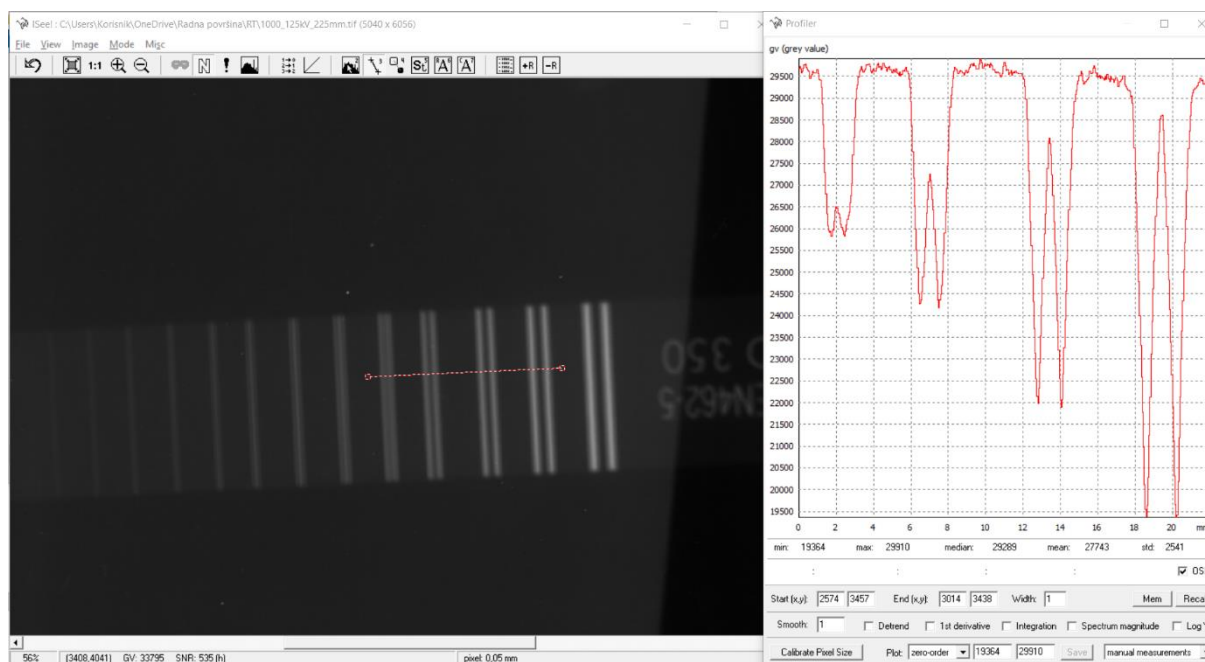 ISee! : C:\Users\Korisnik\OneDrive\Radna površina\RT\1000_125kV_225mm.tif (5040 x 6056)
File View Image Mode Misc
1:1
350
EN462-5
56% (3408,4041) GV: 33795 SNR: 535 (h) pixel: 0,05 mm
Profiler
gv (grey value)
29500
29000
28500
28000
27500
27000
26500
26000
25500
25000
24500
24000
23500
23000
22500
22000
21500
21000
20500
20000
19500
0 2 4 6 8 10 12 14 16 18 20
min: 19364 max: 29910 median: 29289 mean: 27743 std: 2541
Start (x,y): 2574 3457 End (x,y): 3014 3438 Width: 1 Mem
Smooth: 1 Detrend 1st derivative Integration Spectrum magnitude
Calibrate Pixel Size Plot: zero-order 19364 29910 Save manual measurements